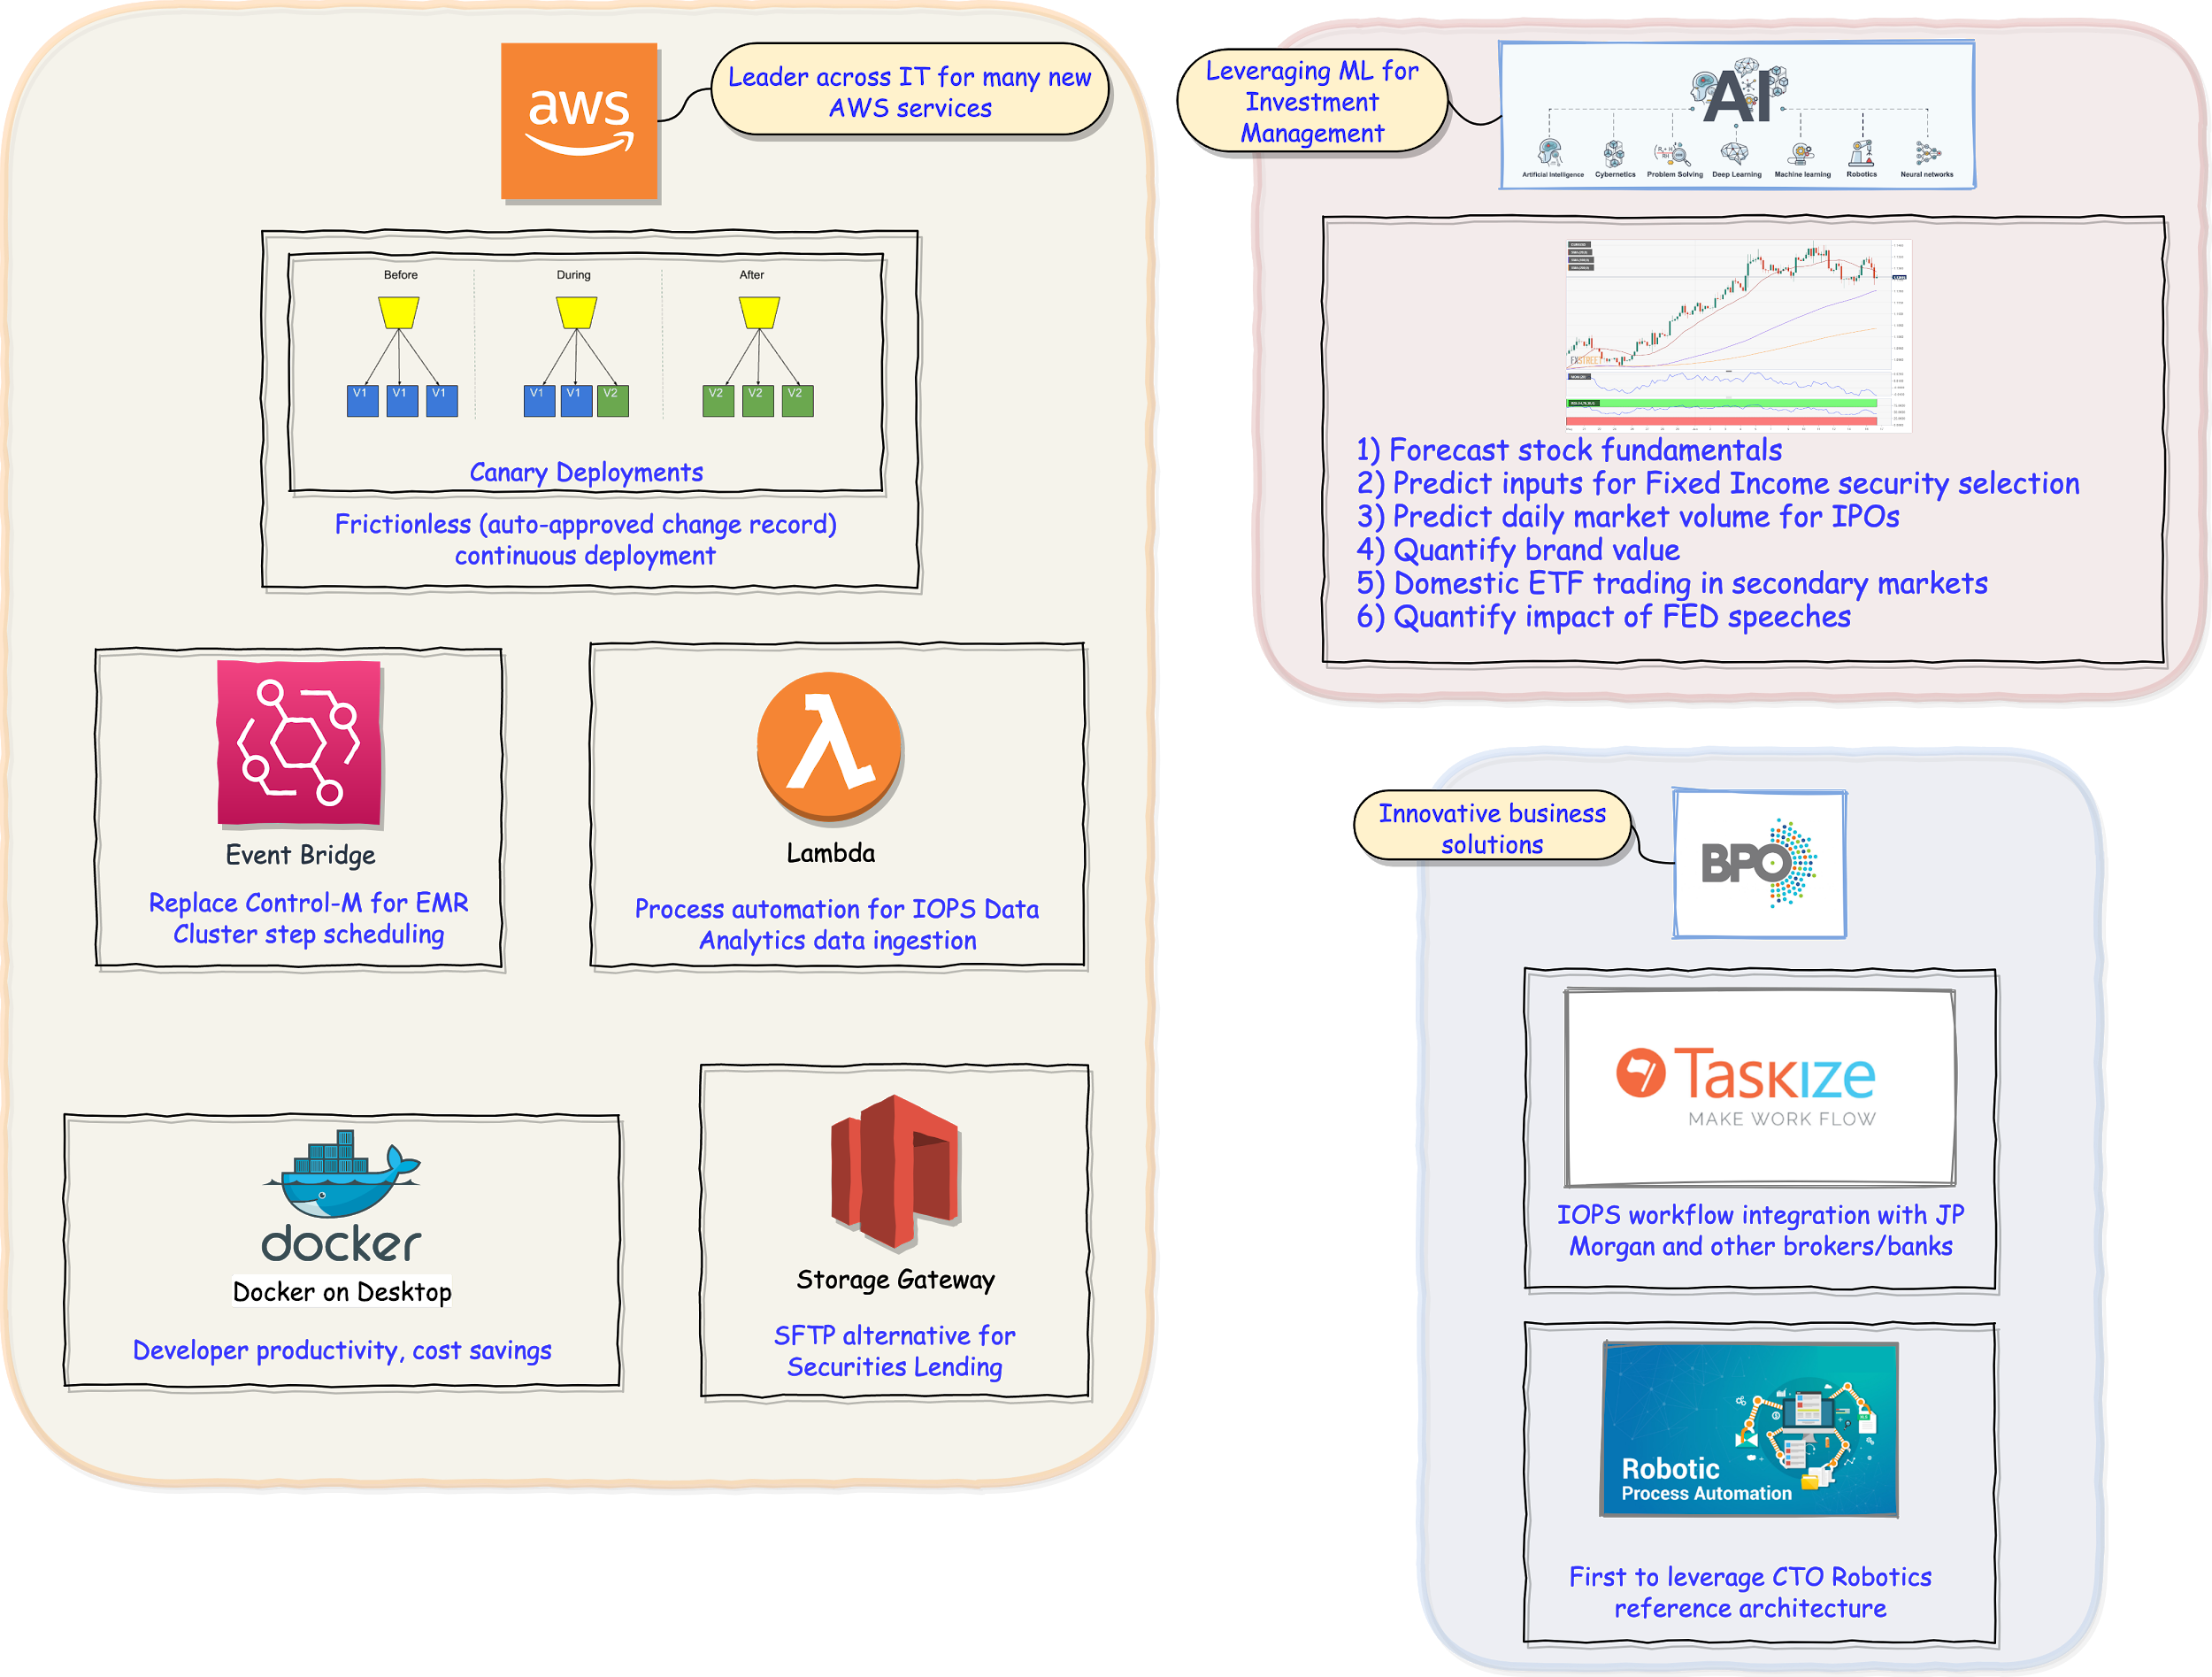 aws
Leader across IT for many new
AWS services
Before
During
After
V1
V1
V1
V1
V1
V2
V2
V2
V2
Canary Deployments
Frictionless (auto-approved change record)
continuous deployment
Event Bridge
Replace Control-M for EMR
Cluster step scheduling
Lambda
Process automation for IOPS Data
Analytics data ingestion
docker
Docker on Desktop
Developer productivity, cost savings
Storage Gateway
SFTP alternative for
Securities Lending
Leveraging ML for
Investment
Management
AI
Artificial Intelligence
Cybernetics
Problem Solving
Deep Learning
Machine learning
Robotics
Neural networks
FXSTREET
1) Forecast stock fundamentals
2) Predict inputs for Fixed Income security selection
3) Predict daily market volume for IPOs
4) Quantify brand value
5) Domestic ETF trading in secondary markets
6) Quantify impact of FED speeches
Innovative business
solutions
BPO
TASKIZE
MAKE WORK FLOW
IOPS workflow integration with JP
Morgan and other brokers/banks
Robotic
Process Automation
First to leverage CTO Robotics
reference architecture